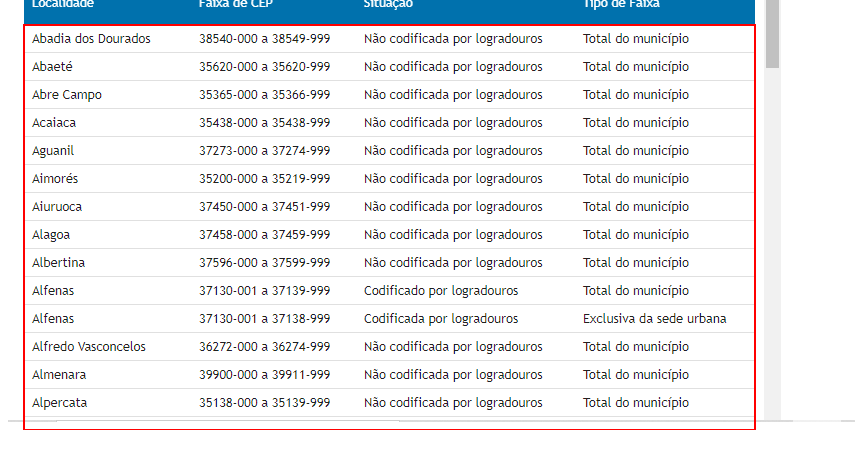 Localidade Faixa de CEP Situação Tipo de Faixa
Abadia dos Dourados 38540-000 a 38549-999 Não codificada por logradouros Total do município
Abaeté 35620-000 a 35620-999 Não codificada por logradouros Total do município
Abre Campo 35365-000 a 35366-999 Não codificada por logradouros Total do município
Acaiaca 35438-000 a 35438-999 Não codificada por logradouros Total do município
Aguanil 37273-000 a 37274-999 Não codificada por logradouros Total do município
Aimorés 35200-000 a 35219-999 Não codificada por logradouros Total do município
Aiuruoca 37450-000 a 37451-999 Não codificada por logradouros Total do município
Alagoa 37458-000 a 37459-999 Não codificada por logradouros Total do município
Albertina 37596-000 a 37599-999 Não codificada por logradouros Total do município
Alfenas 37130-001 a 37139-999 Codificado por logradouros Total do município
Alfenas 37130-001 a 37138-999 Codificada por logradouros Exclusiva da sede urbana
Alfredo Vasconcelos 36272-000 a 36274-999 Não codificada por logradouros Total do município
Almenara 39900-000 a 39911-999 Não codificada por logradouros Total do município
Alpercata 35138-000 a 35139-999 Não codificada por logradouros Total do município